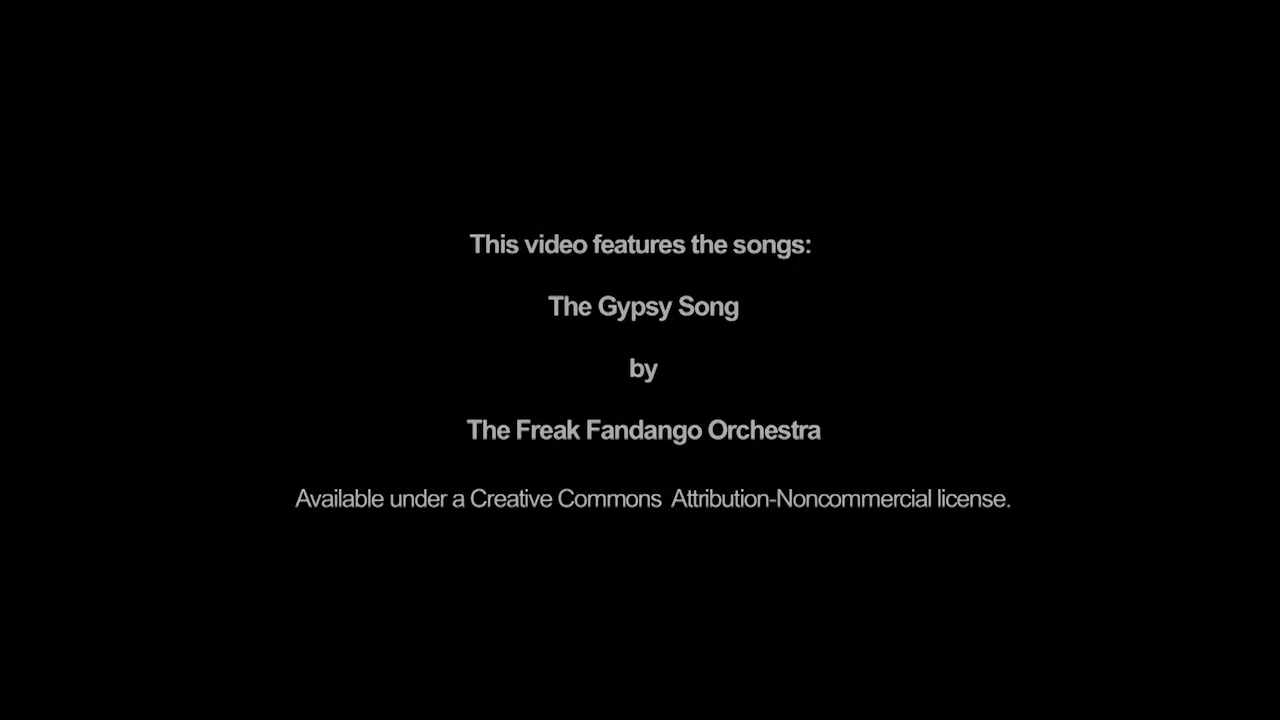 This video features the songs:
The Gypsy Song
by
The Freak Fandango Orchestra
Available under a Creative Commons Attribution-Noncommercial license.